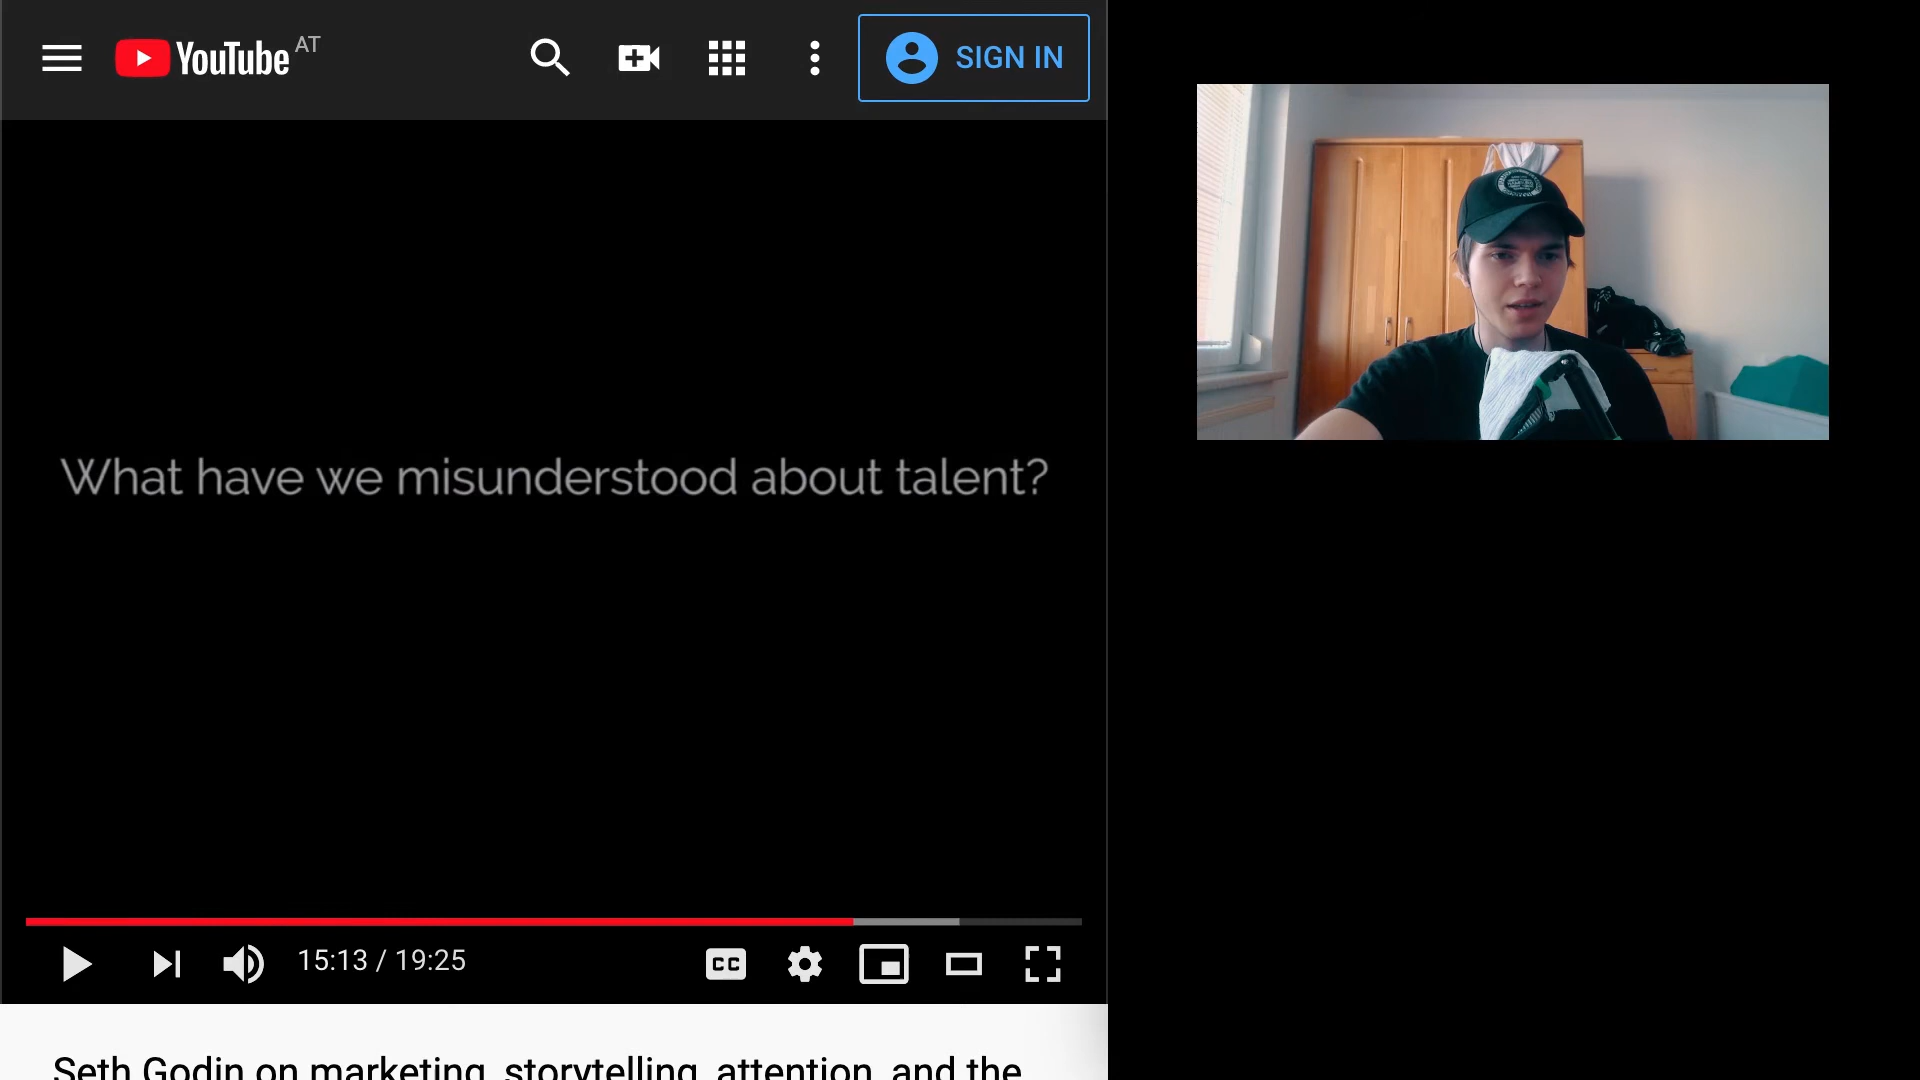 YouTube AT
SIGN IN
What have we misunderstood about talent?
15:13 / 19:25
CC
Seth Godin on marketing, storytelling, attention, and the